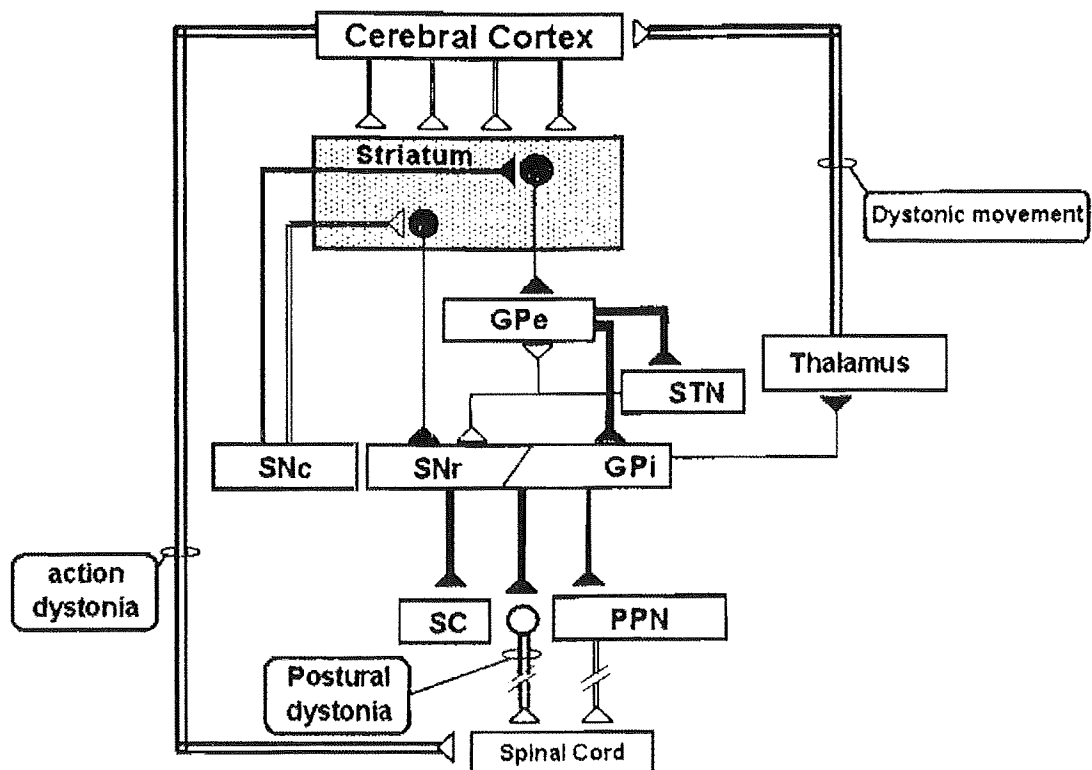 Cerebral Cortex
Striatum
Dystonic movement
GPe
Thalamus
STN
SNc
SNr
GPi
action
dystonia
SC
PPN
Postural
dystonia
Spinal Cord